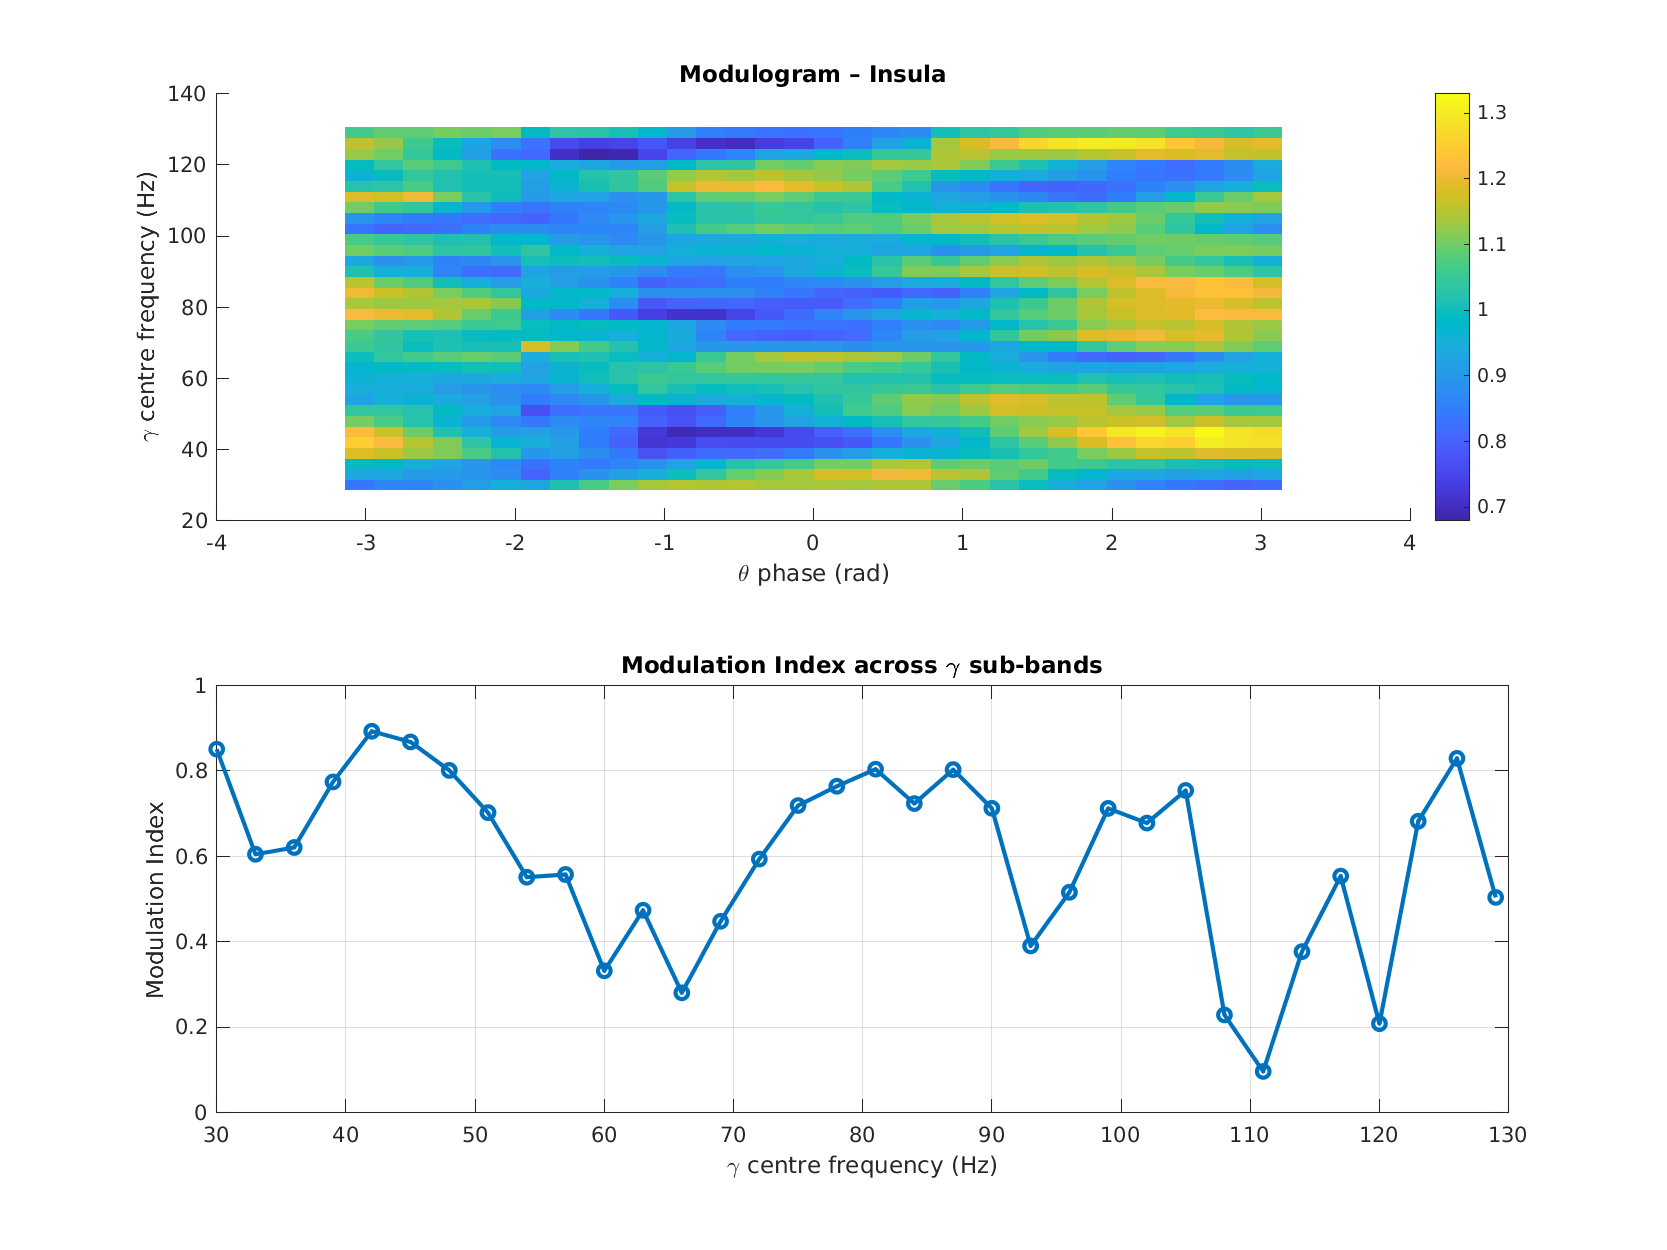 Modulogram – Insula
140
120
100
80
60
40
20
γ centre frequency (Hz)
-4 -3 -2 -1 0 1 2 3 4
θ phase (rad)
1.3
1.2
1.1
1
0.9
0.8
0.7
Modulation Index across γ sub-bands
1
0.8
0.6
0.4
0.2
0
Modulation Index
30 40 50 60 70 80 90 100 110 120 130
γ centre frequency (Hz)